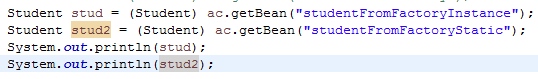 Student stud = (Student) ac.getBean("studentFromFactoryInstance");
Student stud2 = (Student) ac.getBean("studentFromFactoryStatic");
System.out.println(stud);
System.out.println(stud2);